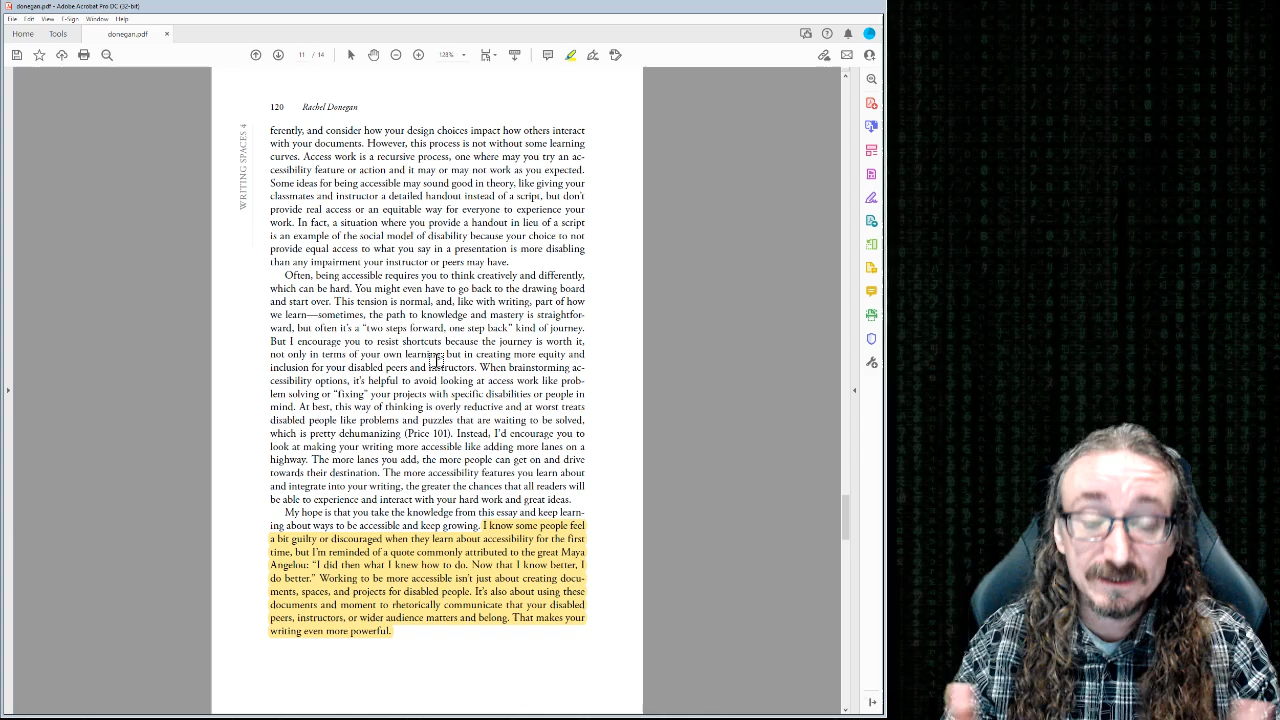 donegan.pdf - Adobe Acrobat Pro DC (32-bit)
File Edit View E-Sign Window Help
Home Tools donegan.pdf ×
11 / 14 128%
120 Rachel Donegan
WRITING SPACES 4
ferently, and consider how your design choices impact how others interact
with your documents. However, this process is not without some learning
curves. Access work is a recursive process, one where may you try an ac-
cessibility feature or action and it may or may not work as you expected.
Some ideas for being accessible may sound good in theory, like giving your
classmates and instructor a detailed handout instead of a script, but don't
provide real access or an equitable way for everyone to experience your
work. In fact, a situation where you provide a handout in lieu of a script
is an example of the social model of disability because your choice to not
provide equal access to what you say in a presentation is more disabling
than any impairment your instructor or peers may have.
Often, being accessible requires you to think creatively and differently,
which can be hard. You might even have to go back to the drawing board
and start over. This tension is normal, and, like with writing, part of how
we learn—sometimes, the path to knowledge and mastery is straightfor-
ward, but often it's a “two steps forward, one step back” kind of journey.
But I encourage you to resist shortcuts because the journey is worth it,
not only in terms of your own learning, but in creating more equity and
inclusion for your disabled peers and instructors. When brainstorming ac-
cessibility options, it's helpful to avoid looking at access work like prob-
lem solving or “fixing” your projects with specific disabilities or people in
mind. At best, this way of thinking is overly reductive and at worst treats
disabled people like problems and puzzles that are waiting to be solved,
which is pretty dehumanizing (Price 101). Instead, I'd encourage you to
look at making your writing more accessible like adding more lanes on a
highway. The more lanes you add, the more people can get on and drive
towards their destination. The more accessibility features you learn about
and integrate into your writing, the greater the chances that all readers will
be able to experience and interact with your hard work and great ideas.
My hope is that you take the knowledge from this essay and keep learn-
ing about ways to be accessible and keep growing. I know some people feel
a bit guilty or discouraged when they learn about accessibility for the first
time, but I'm reminded of a quote commonly attributed to the great Maya
Angelou: “I did then what I knew how to do. Now that I know better, I
do better.” Working to be more accessible isn't just about creating docu-
ments, spaces, and projects for disabled people. It's also about using these
documents and moment to rhetorically communicate that your disabled
peers, instructors, or wider audience matters and belong. That makes your
writing even more powerful.